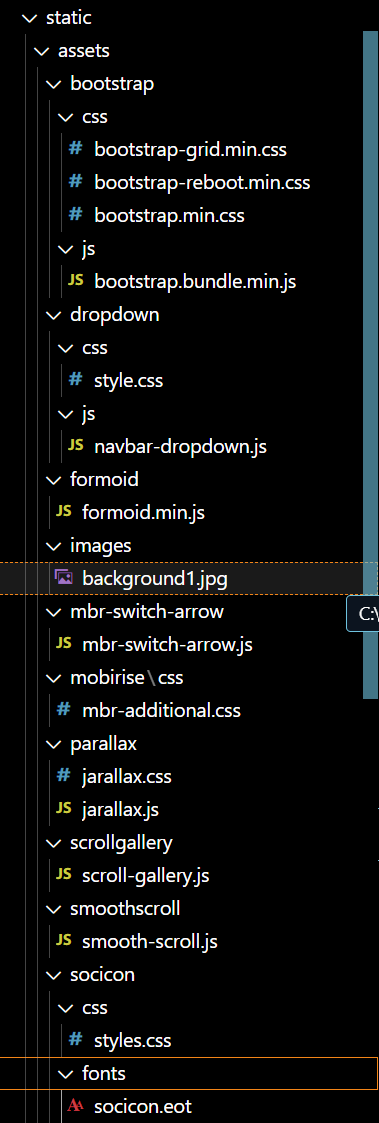 static
assets
bootstrap
css
# bootstrap-grid.min.css
# bootstrap-reboot.min.css
# bootstrap.min.css
js
JS bootstrap.bundle.min.js
dropdown
css
# style.css
js
JS navbar-dropdown.js
formoid
JS formoid.min.js
images
background1.jpg
mbr-switch-arrow
C:\
JS mbr-switch-arrow.js
mobirise\css
# mbr-additional.css
parallax
# jarallax.css
JS jarallax.js
scrollgallery
JS scroll-gallery.js
smoothscroll
JS smooth-scroll.js
socicon
css
# styles.css
fonts
AA socicon.eot